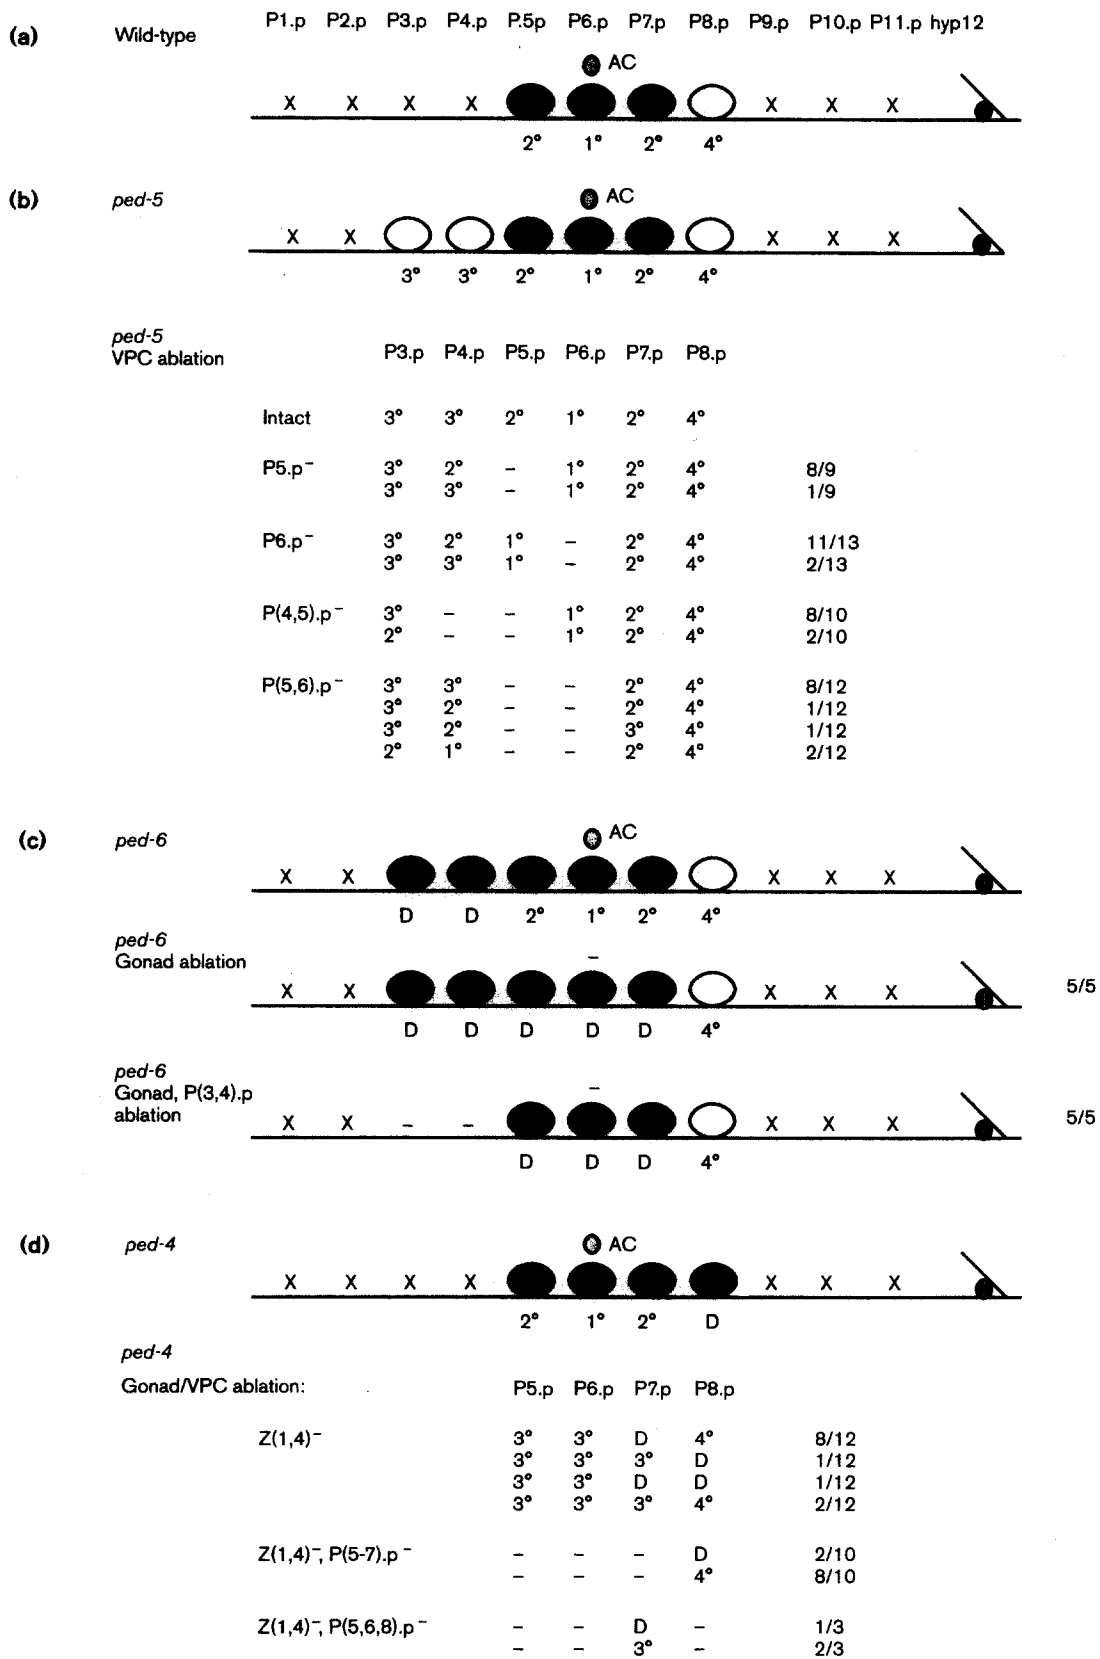 P1.p P2.p P3.p P4.p P.5p P6.p P7.p P8.p P9.p P10.p P11.p hyp12
(a) Wild-type
AC
X X X X X X X
2° 1° 2° 4°
(b) ped-5
AC
X X X X X
3° 3° 2° 1° 2° 4°
ped-5
VPC ablation
P3.p P4.p P5.p P6.p P7.p P8.p
Intact 3° 3° 2° 1° 2° 4°
P5.p⁻ 3° 2° – 1° 2° 4° 8/9
3° 3° – 1° 2° 4° 1/9
P6.p⁻ 3° 2° 1° – 2° 4° 11/13
3° 3° 1° – 2° 4° 2/13
P(4,5).p⁻ 3° – – 1° 2° 4° 8/10
2° – – 1° 2° 4° 2/10
P(5,6).p⁻ 3° 3° – – 2° 4° 8/12
3° 2° – – 2° 4° 1/12
3° 2° – – 3° 4° 1/12
2° 1° – – 2° 4° 2/12
(c) ped-6
AC
X X X X X
D D 2° 1° 2° 4°
ped-6
Gonad ablation
–
X X X X X 5/5
D D D D D 4°
ped-6
Gonad, P(3,4).p
ablation
–
X X – – X X X 5/5
D D D 4°
(d) ped-4
AC
X X X X X X X
2° 1° 2° D
ped-4
Gonad/VPC ablation: P5.p P6.p P7.p P8.p
Z(1,4)⁻ 3° 3° D 4° 8/12
3° 3° 3° D 1/12
3° 3° D D 1/12
3° 3° 3° 4° 2/12
Z(1,4)⁻, P(5-7).p⁻ – – – D 2/10
– – – 4° 8/10
Z(1,4)⁻, P(5,6,8).p⁻ – – D – 1/3
– – 3° – 2/3